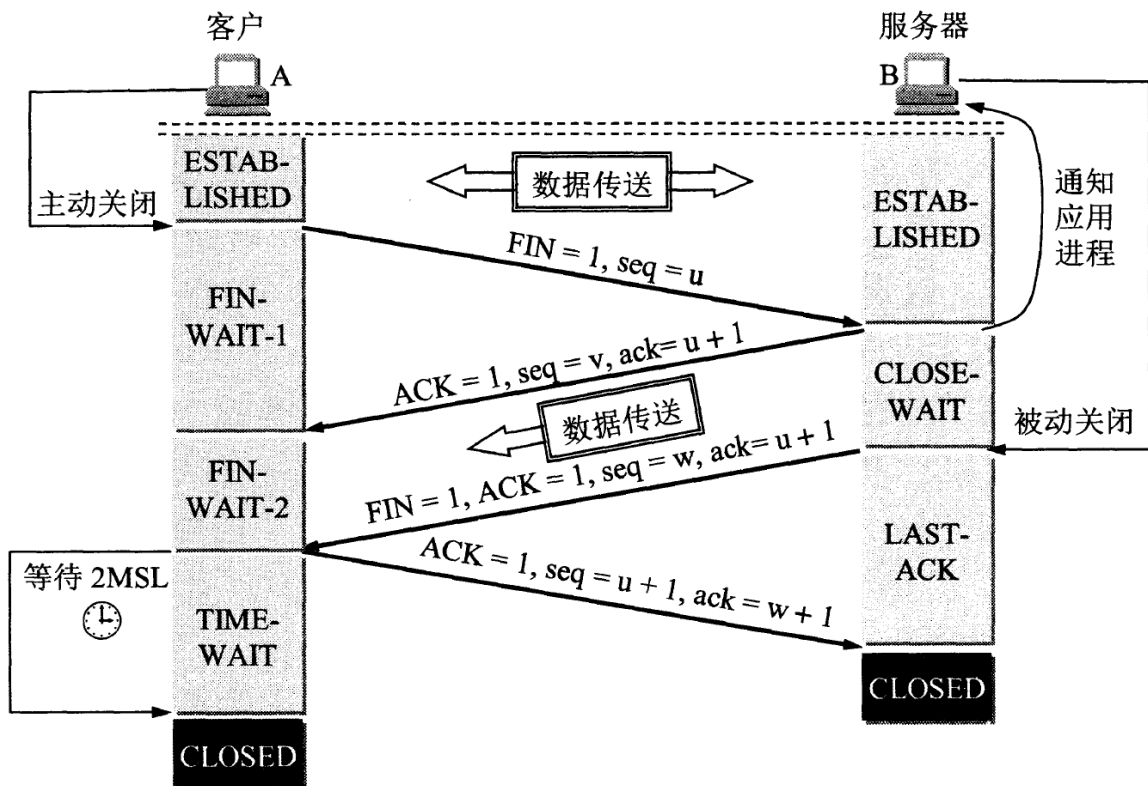 客户
服务器
A
B
ESTAB-
LISHED
数据传送
ESTAB-
LISHED
通知
应用
进程
主动关闭
FIN = 1, seq = u
FIN-
WAIT-1
ACK = 1, seq = v, ack= u + 1
CLOSE-
WAIT
数据传送
被动关闭
FIN-
WAIT-2
FIN = 1, ACK = 1, seq = w, ack= u + 1
LAST-
ACK
等待 2MSL
ACK = 1, seq = u + 1, ack = w + 1
TIME-
WAIT
CLOSED
CLOSED